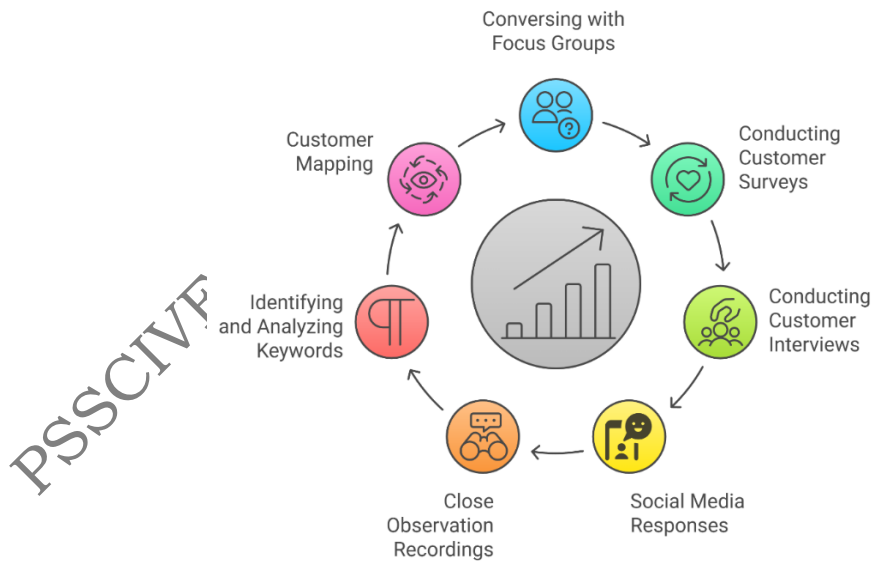 Conversing with
Focus Groups
Conducting
Customer
Surveys
Conducting
Customer
Interviews
Social Media
Responses
Close
Observation
Recordings
Identifying
and Analyzing
Keywords
Customer
Mapping
PSSCIVE